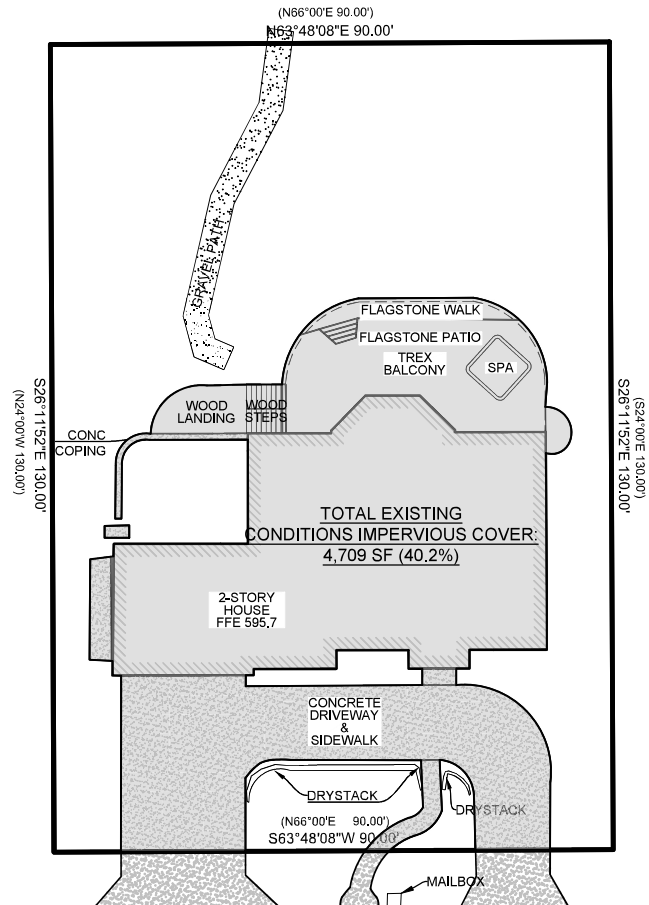 (N66°00'E 90.00')
N63°48'08"E 90.00'
GRAVEL PATH
FLAGSTONE WALK
FLAGSTONE PATIO
TREX
BALCONY
SPA
WOOD
LANDING
WOOD
STEPS
CONC
COPING
S26°11'52"E 130.00'
(N24°00'W 130.00')
S26°11'52"E 130.00'
(S24°00'E 130.00')
TOTAL EXISTING
CONDITIONS IMPERVIOUS COVER:
4,709 SF (40.2%)
2-STORY
HOUSE
FFE 595.7
CONCRETE
DRIVEWAY
&
SIDEWALK
DRYSTACK
DRYSTACK
(N66°00'E 90.00')
S63°48'08"W 90.00'
MAILBOX